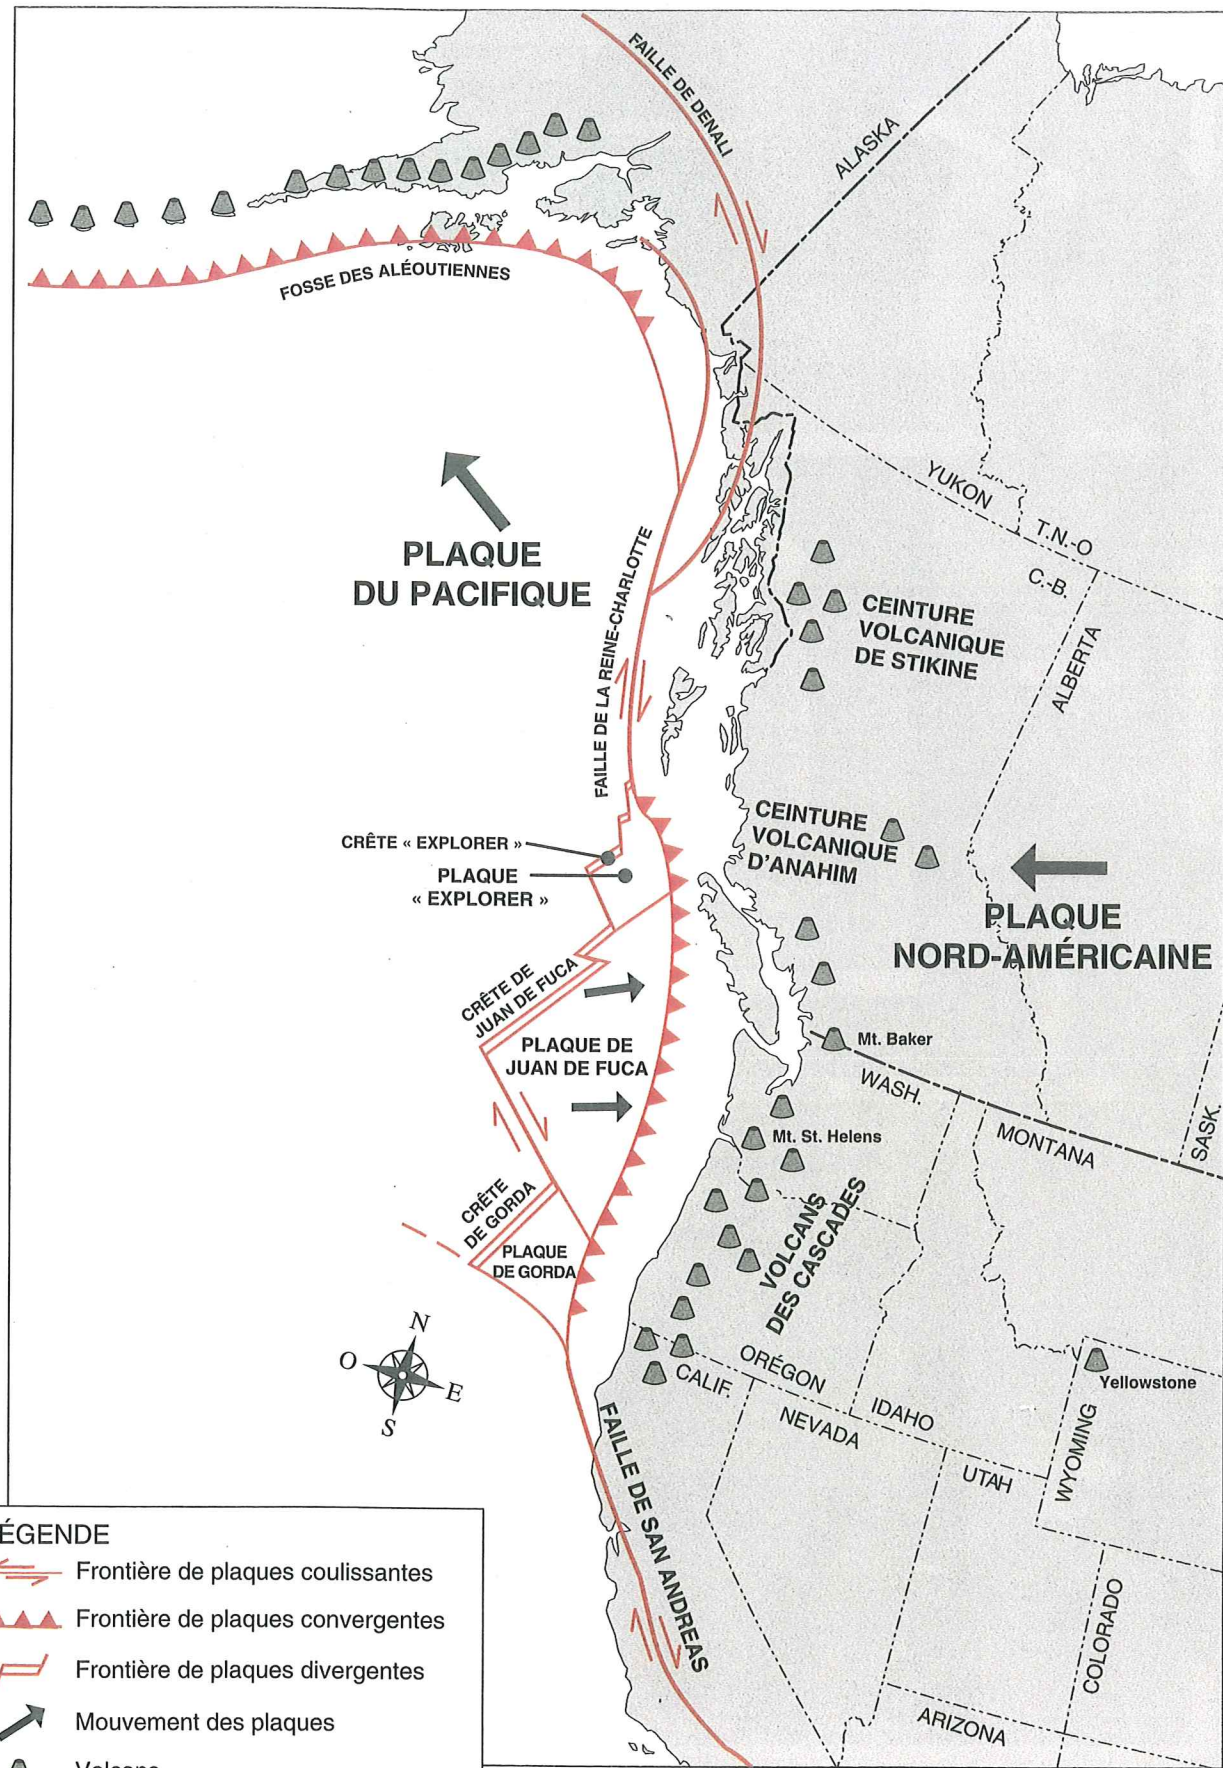 FAILLE DE DENALI
ALASKA
FOSSE DES ALÉOUTIENNES
YUKON
T.N.-O
C.-B.
ALBERTA
PLAQUE
DU PACIFIQUE
FAILLE DE LA REINE-CHARLOTTE
CEINTURE
VOLCANIQUE
DE STIKINE
CEINTURE
VOLCANIQUE
D'ANAHIM
CRÊTE « EXPLORER »
PLAQUE
« EXPLORER »
PLAQUE
NORD-AMÉRICAINE
CRÊTE DE
JUAN DE FUCA
PLAQUE DE
JUAN DE FUCA
Mt. Baker
WASH.
MONTANA
SASK.
Mt. St. Helens
CRÊTE
DE GORDA
PLAQUE
DE GORDA
VOLCANS
DES CASCADES
N
O
E
S
ORÉGON
CALIF.
IDAHO
NEVADA
UTAH
WYOMING
Yellowstone
COLORADO
ARIZONA
FAILLE DE SAN ANDREAS
ÉGENDE
Frontière de plaques coulissantes
Frontière de plaques convergentes
Frontière de plaques divergentes
Mouvement des plaques